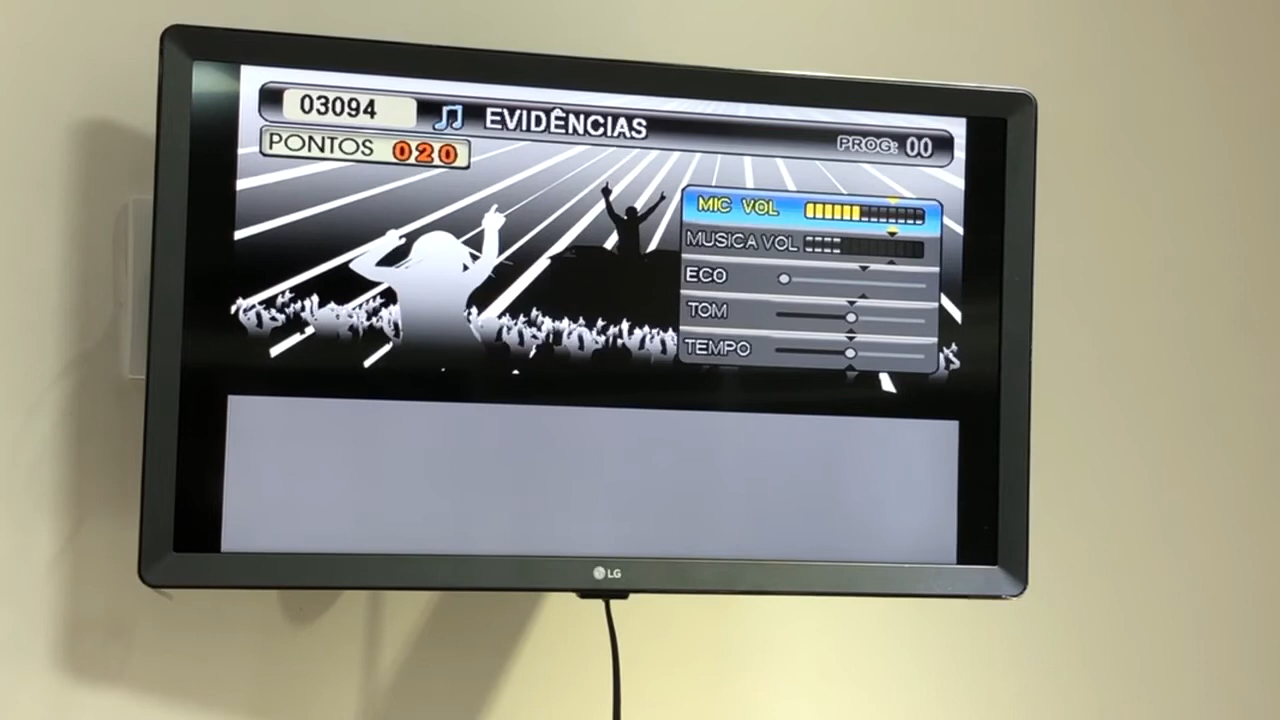 03094 EVIDÊNCIAS PROG: 00
PONTOS 020
MIC VOL
MUSICA VOL
ECO
TOM
TEMPO
LG